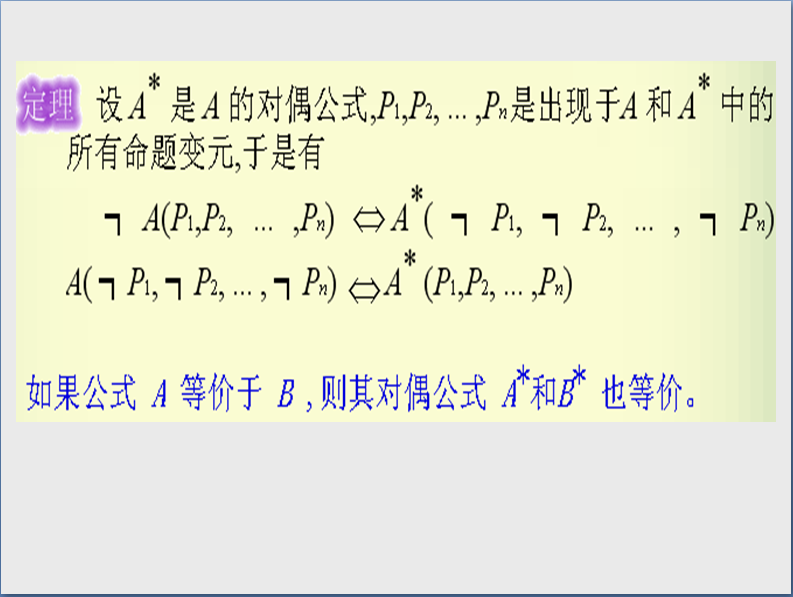 定理 设 A* 是 A 的对偶公式,P₁,P₂, ... ,Pₙ是出现于A 和 A* 中的
所有命题变元,于是有
┓ A(P₁,P₂, ... ,Pₙ) ⇔ A*( ┓ P₁, ┓ P₂, ... , ┓ Pₙ)
A(┓P₁,┓P₂, ... ,┓Pₙ) ⇔ A* (P₁,P₂, ... ,Pₙ)
如果公式 A 等价于 B , 则其对偶公式 A*和B* 也等价。